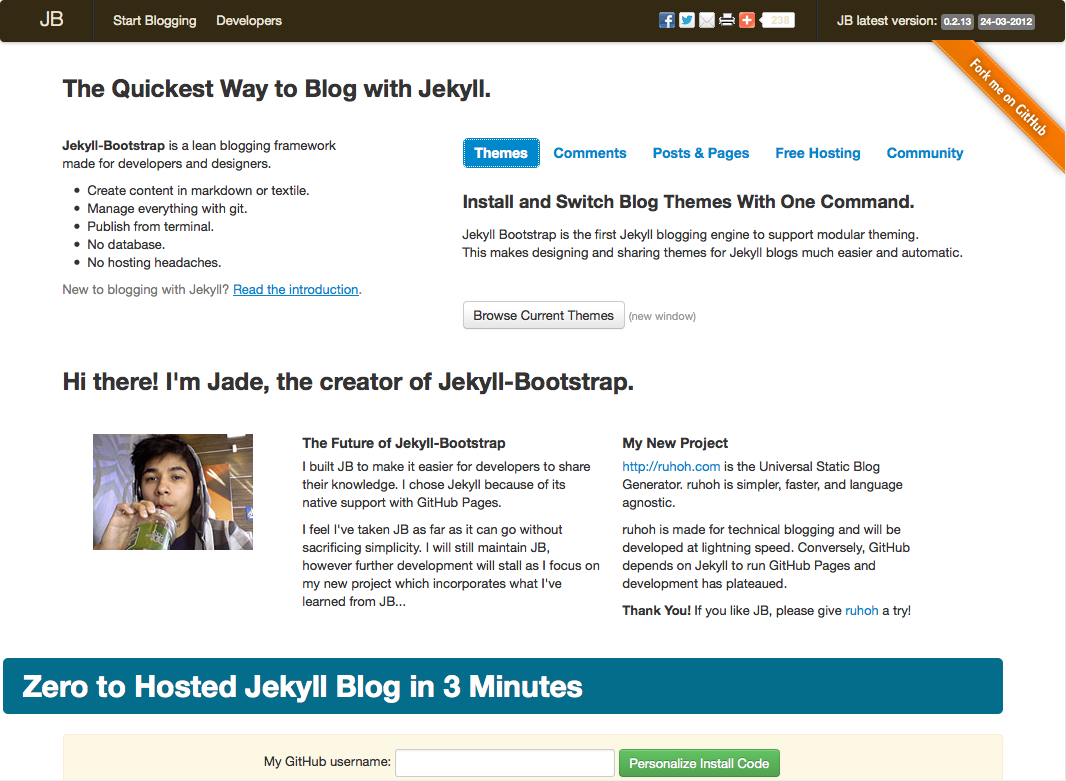 JB Start Blogging Developers 238 JB latest version: 0.2.13 24-03-2012
Fork me on GitHub
The Quickest Way to Blog with Jekyll.
Jekyll-Bootstrap is a lean blogging framework
made for developers and designers.
Create content in markdown or textile.
Manage everything with git.
Publish from terminal.
No database.
No hosting headaches.
New to blogging with Jekyll? Read the introduction.
Themes Comments Posts & Pages Free Hosting Community
Install and Switch Blog Themes With One Command.
Jekyll Bootstrap is the first Jekyll blogging engine to support modular theming.
This makes designing and sharing themes for Jekyll blogs much easier and automatic.
Browse Current Themes (new window)
Hi there! I'm Jade, the creator of Jekyll-Bootstrap.
The Future of Jekyll-Bootstrap
I built JB to make it easier for developers to share
their knowledge. I chose Jekyll because of its
native support with GitHub Pages.
I feel I've taken JB as far as it can go without
sacrificing simplicity. I will still maintain JB,
however further development will stall as I focus on
my new project which incorporates what I've
learned from JB...
My New Project
http://ruhoh.com is the Universal Static Blog
Generator. ruhoh is simpler, faster, and language
agnostic.
ruhoh is made for technical blogging and will be
developed at lightning speed. Conversely, GitHub
depends on Jekyll to run GitHub Pages and
development has plateaued.
Thank You! If you like JB, please give ruhoh a try!
Zero to Hosted Jekyll Blog in 3 Minutes
My GitHub username: Personalize Install Code